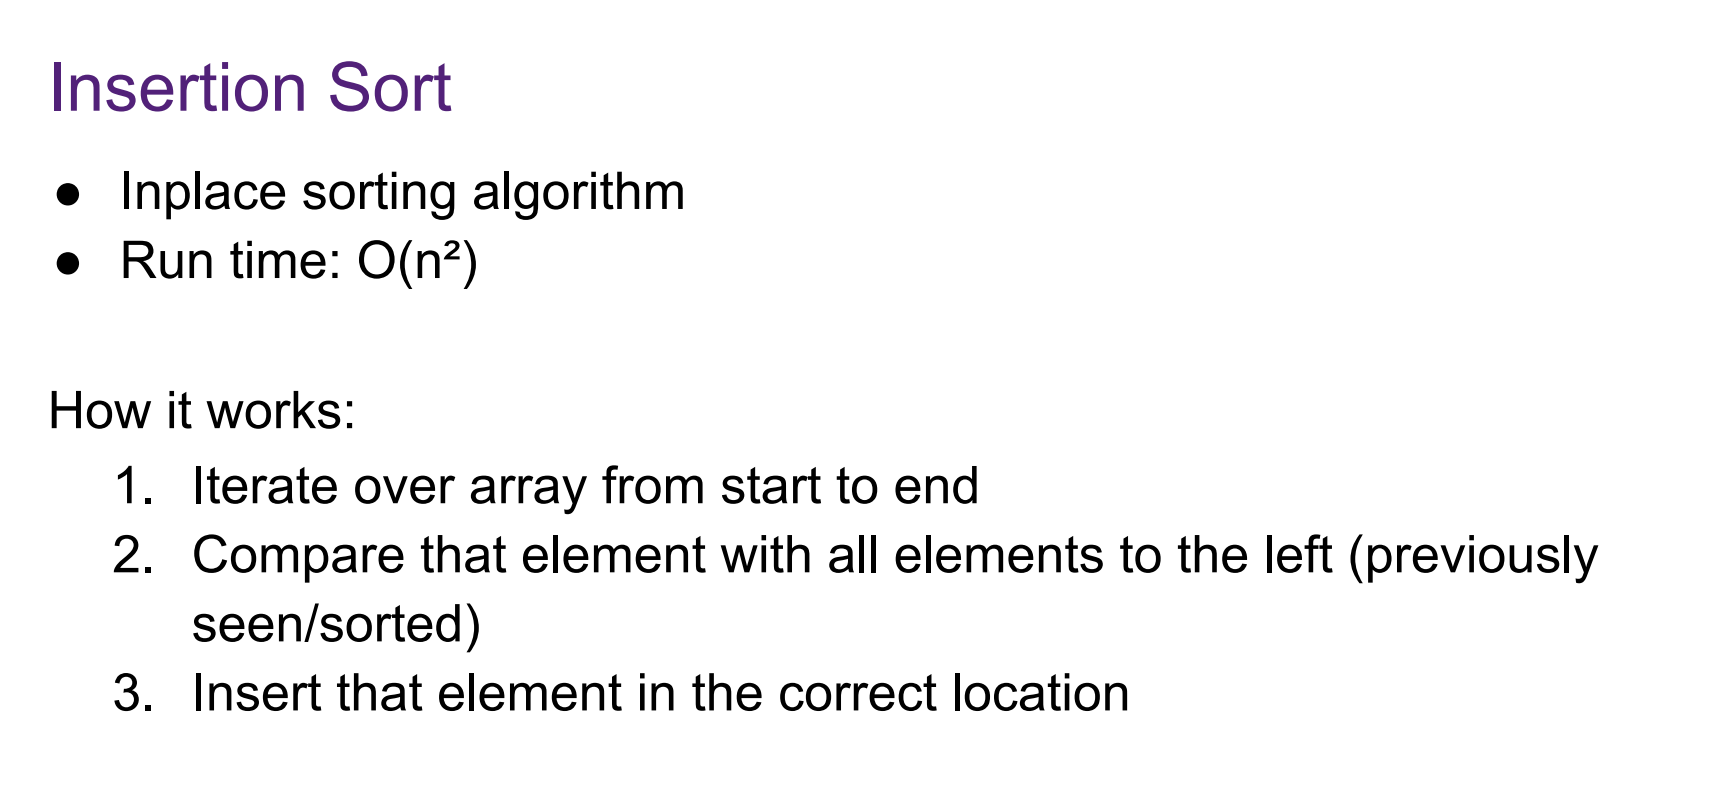 Insertion Sort
● Inplace sorting algorithm
● Run time: O(n²)
How it works:
1. Iterate over array from start to end
2. Compare that element with all elements to the left (previously
seen/sorted)
3. Insert that element in the correct location